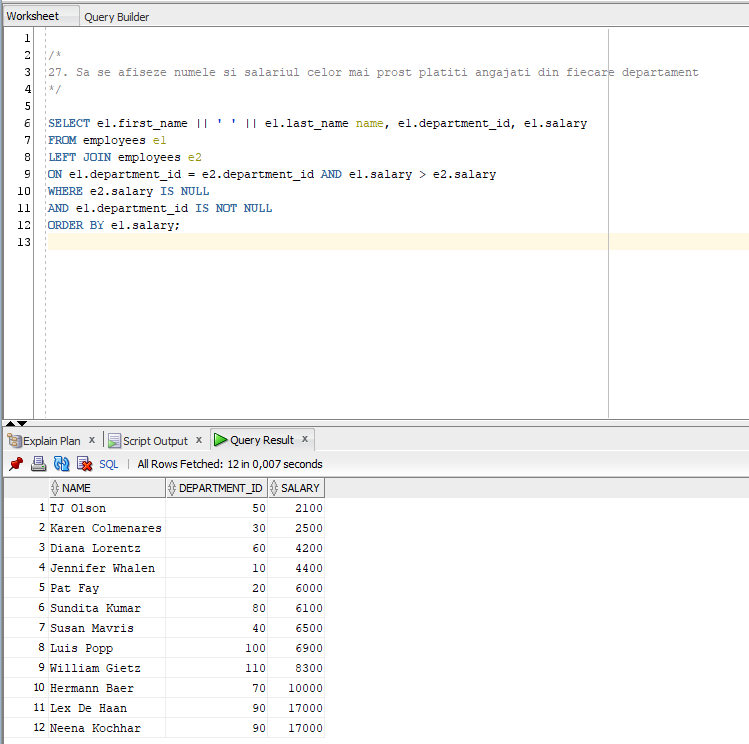 Worksheet Query Builder
1
2 /*
3 27. Sa se afiseze numele si salariul celor mai prost platiti angajati din fiecare departament
4 */
5
6 SELECT e1.first_name || ' ' || e1.last_name name, e1.department_id, e1.salary
7 FROM employees e1
8 LEFT JOIN employees e2
9 ON e1.department_id = e2.department_id AND e1.salary > e2.salary
10 WHERE e2.salary IS NULL
11 AND e1.department_id IS NOT NULL
12 ORDER BY e1.salary;
13
Explain Plan x Script Output x Query Result x
SQL | All Rows Fetched: 12 in 0,007 seconds
NAME DEPARTMENT_ID SALARY
1 TJ Olson 50 2100
2 Karen Colmenares 30 2500
3 Diana Lorentz 60 4200
4 Jennifer Whalen 10 4400
5 Pat Fay 20 6000
6 Sundita Kumar 80 6100
7 Susan Mavris 40 6500
8 Luis Popp 100 6900
9 William Gietz 110 8300
10 Hermann Baer 70 10000
11 Lex De Haan 90 17000
12 Neena Kochhar 90 17000